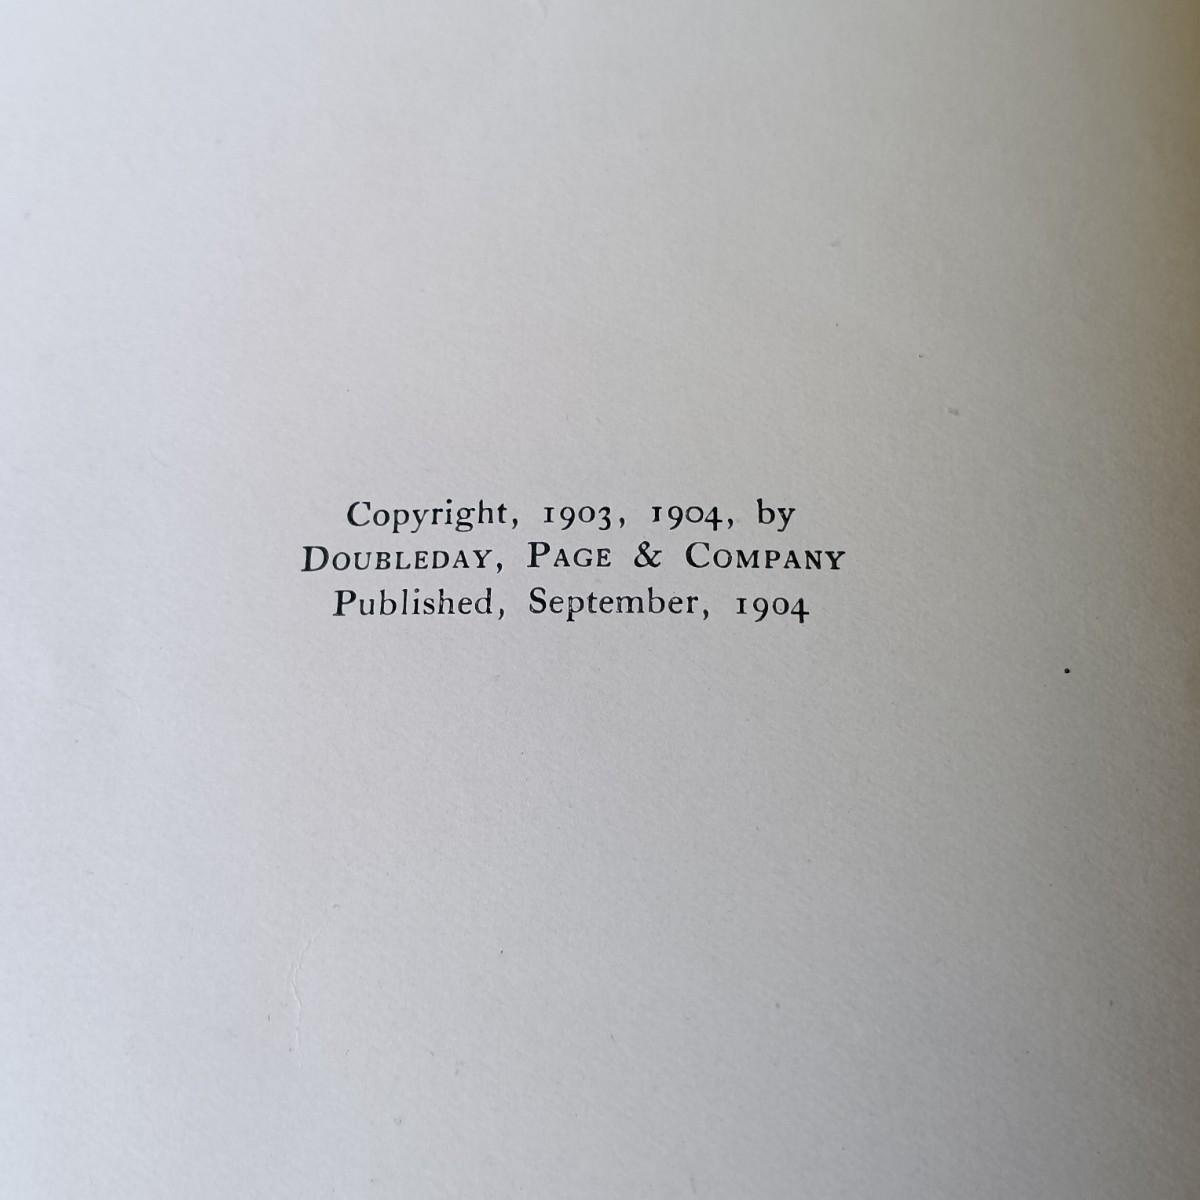 Copyright, 1903, 1904, by
DOUBLEDAY, PAGE & COMPANY
Published, September, 1904